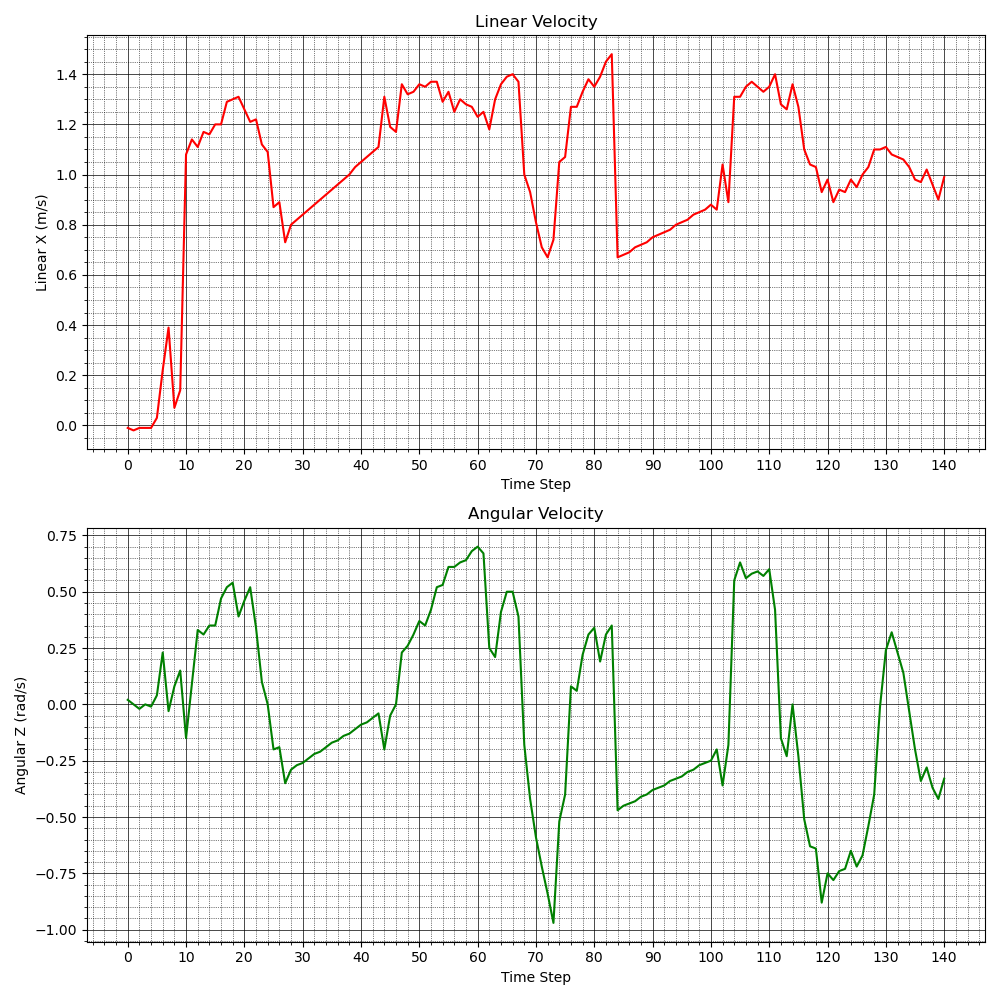 Linear Velocity
1.4
1.2
1.0
0.8
0.6
0.4
0.2
0.0
Linear X (m/s)
0 10 20 30 40 50 60 70 80 90 100 110 120 130 140
Time Step
Angular Velocity
0.75
0.50
0.25
0.00
−0.25
−0.50
−0.75
−1.00
Angular Z (rad/s)
0 10 20 30 40 50 60 70 80 90 100 110 120 130 140
Time Step